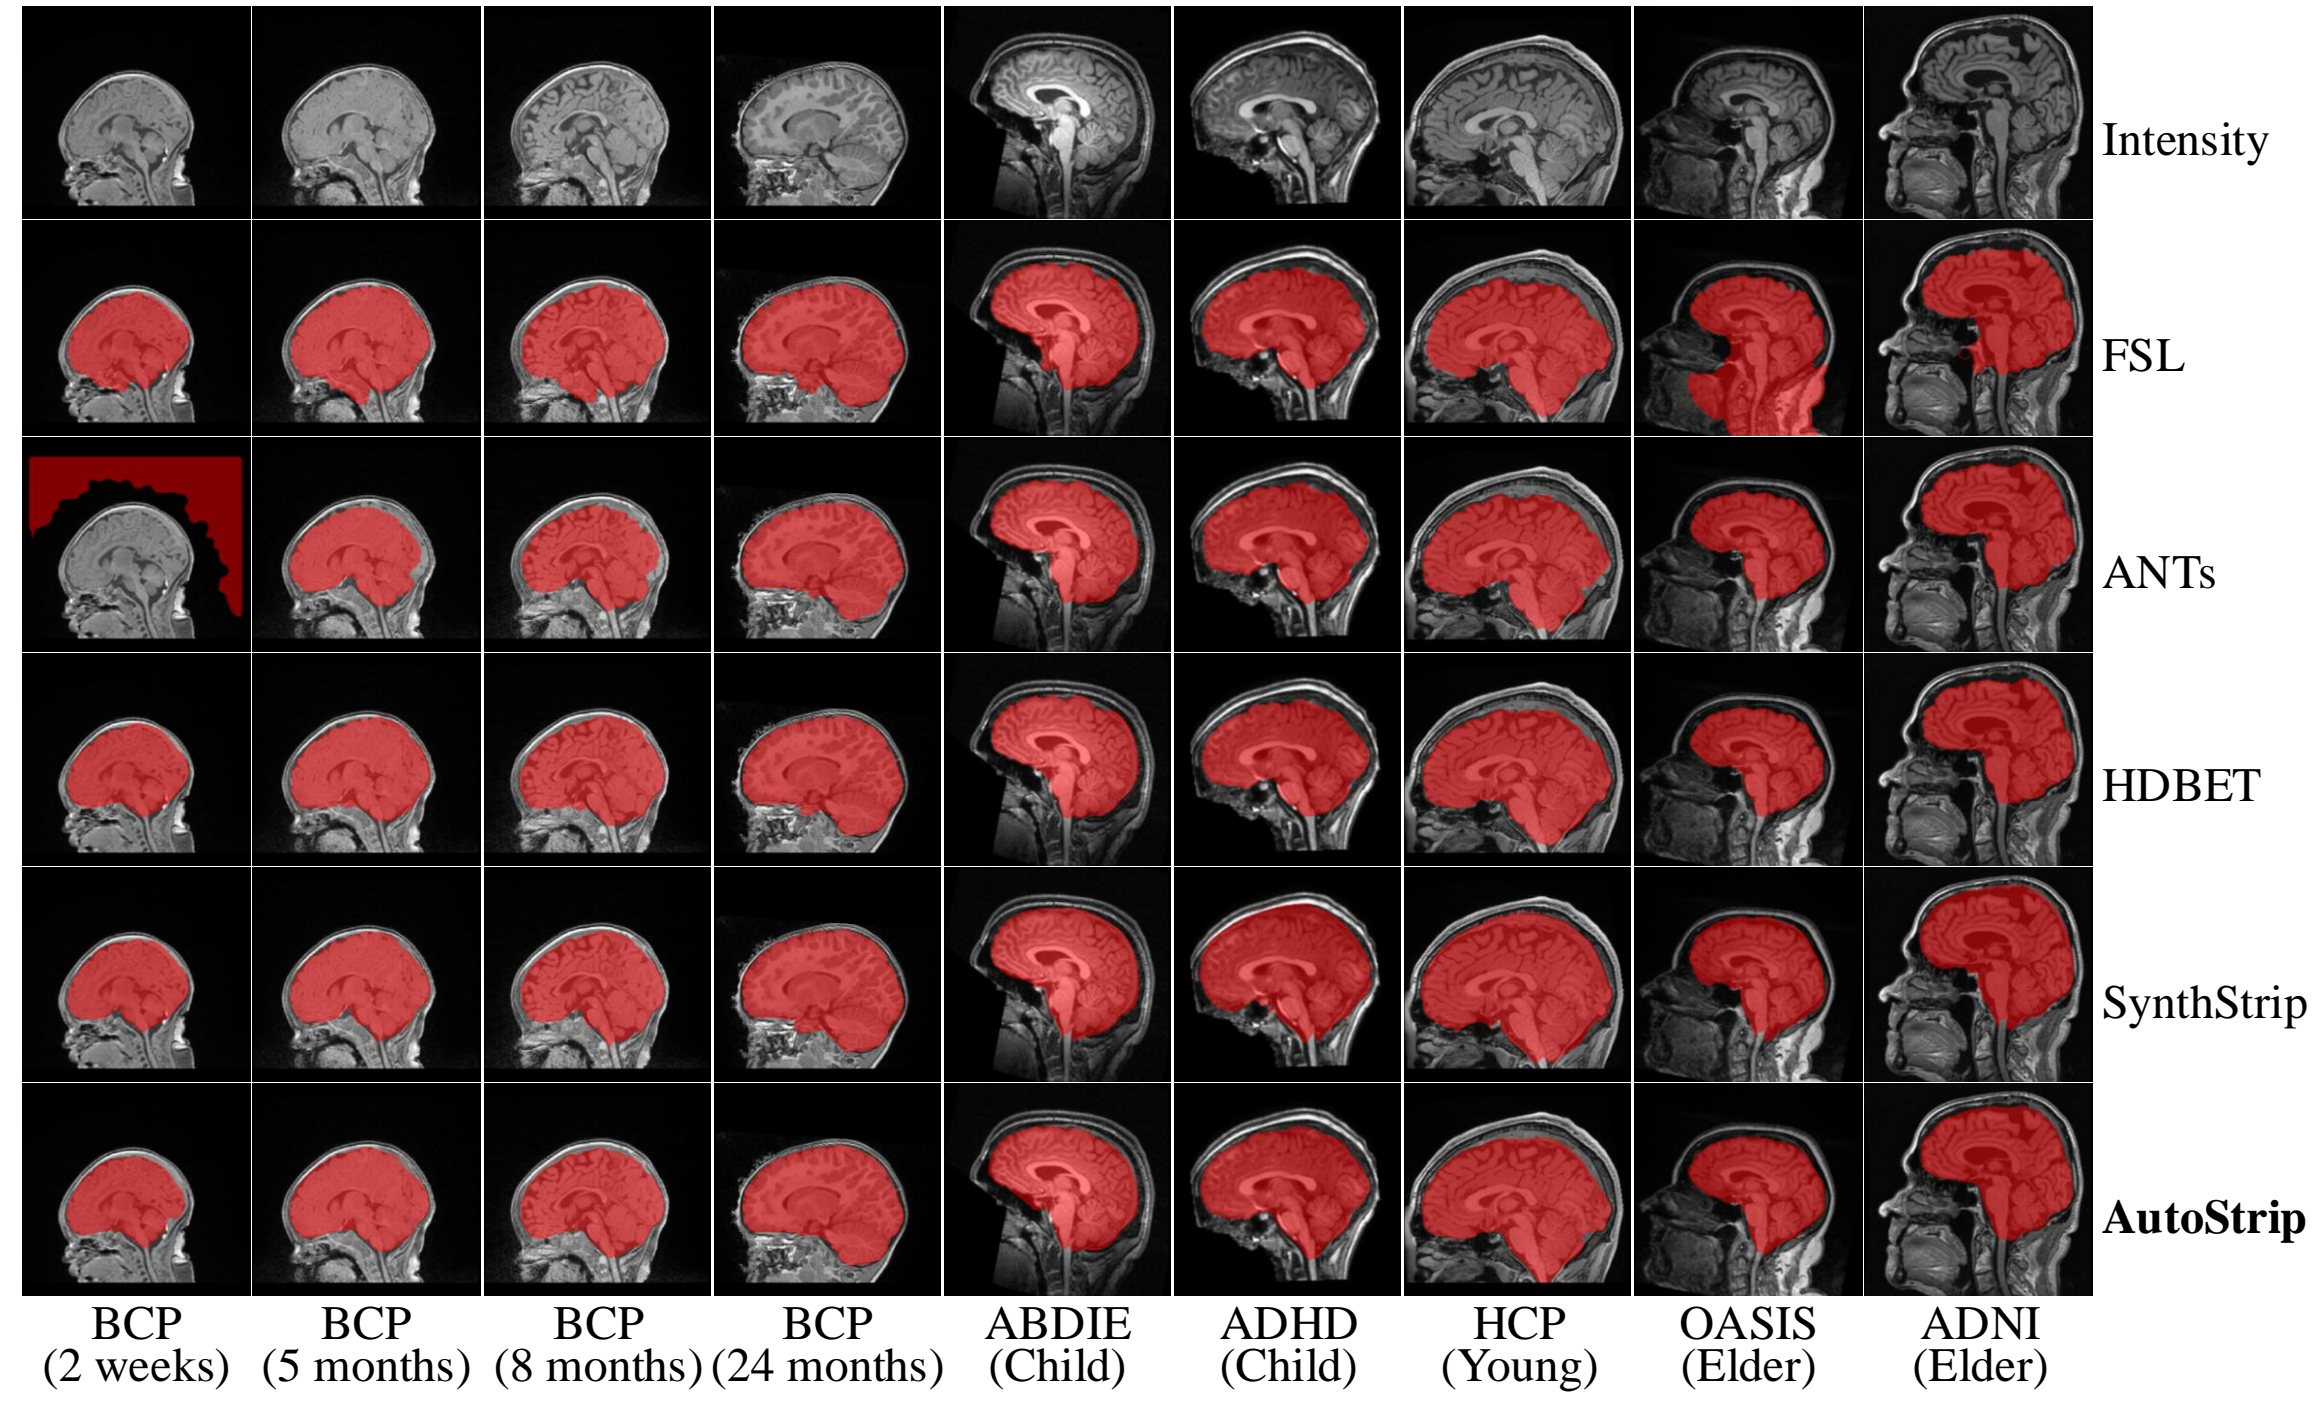 Intensity
FSL
ANTs
HDBET
SynthStrip
AutoStrip
BCP BCP BCP BCP ABDIE ADHD HCP OASIS ADNI
(2 weeks) (5 months) (8 months) (24 months) (Child) (Child) (Young) (Elder) (Elder)